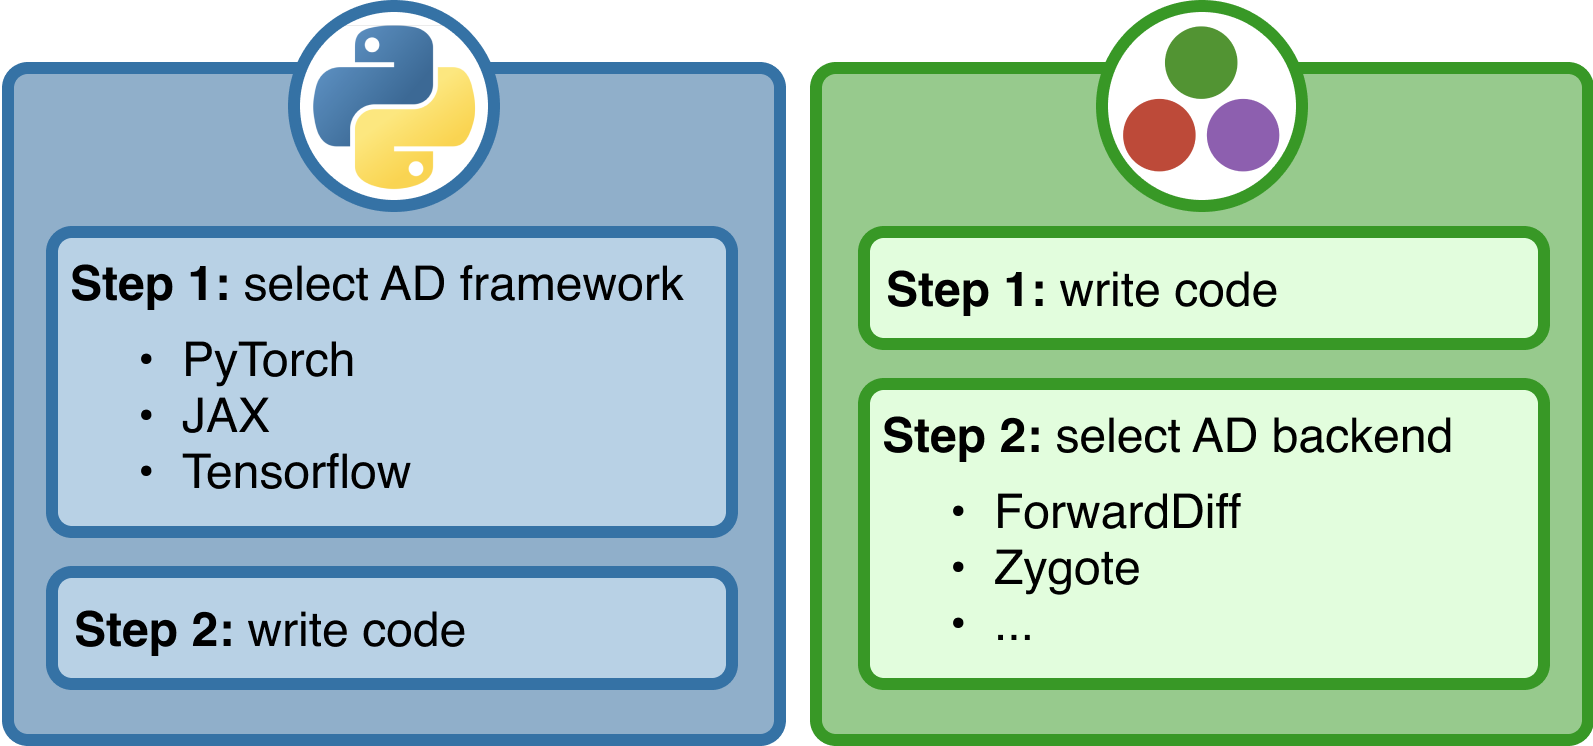 Step 1: select AD framework
• PyTorch
• JAX
• Tensorflow
Step 2: write code
Step 1: write code
Step 2: select AD backend
• ForwardDiff
• Zygote
• ...